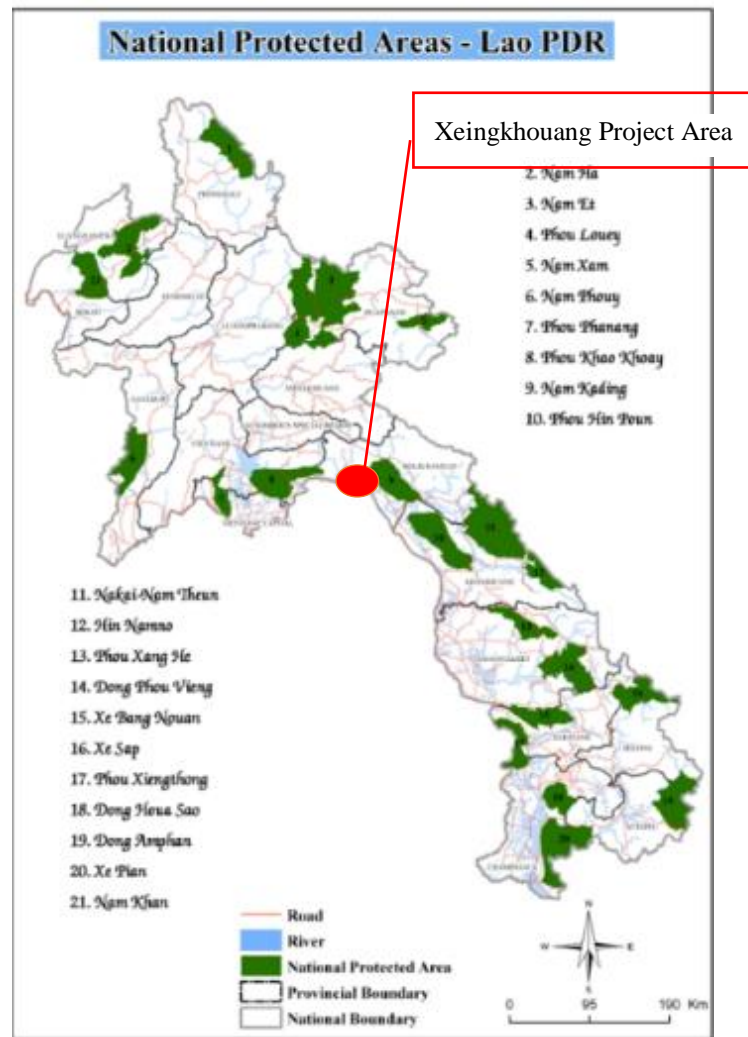 National Protected Areas - Lao PDR
Xeingkhouang Project Area
2. Nam Ha
3. Nam Et
4. Phou Louey
5. Nam Xam
6. Nam Phouy
7. Phou Phanang
8. Phou Khao Khoay
9. Nam Kading
10. Phou Hin Poun
11. Nakai-Nam Theun
12. Hin Namno
13. Phou Xang He
14. Dong Phou Vieng
15. Xe Bang Nouan
16. Xe Sap
17. Phou Xiengthong
18. Dong Houa Sao
19. Dong Amphan
20. Xe Pian
21. Nam Khan
Road
River
National Protected Area
Provincial Boundary
National Boundary
N
W
E
S
0 95 190 Km